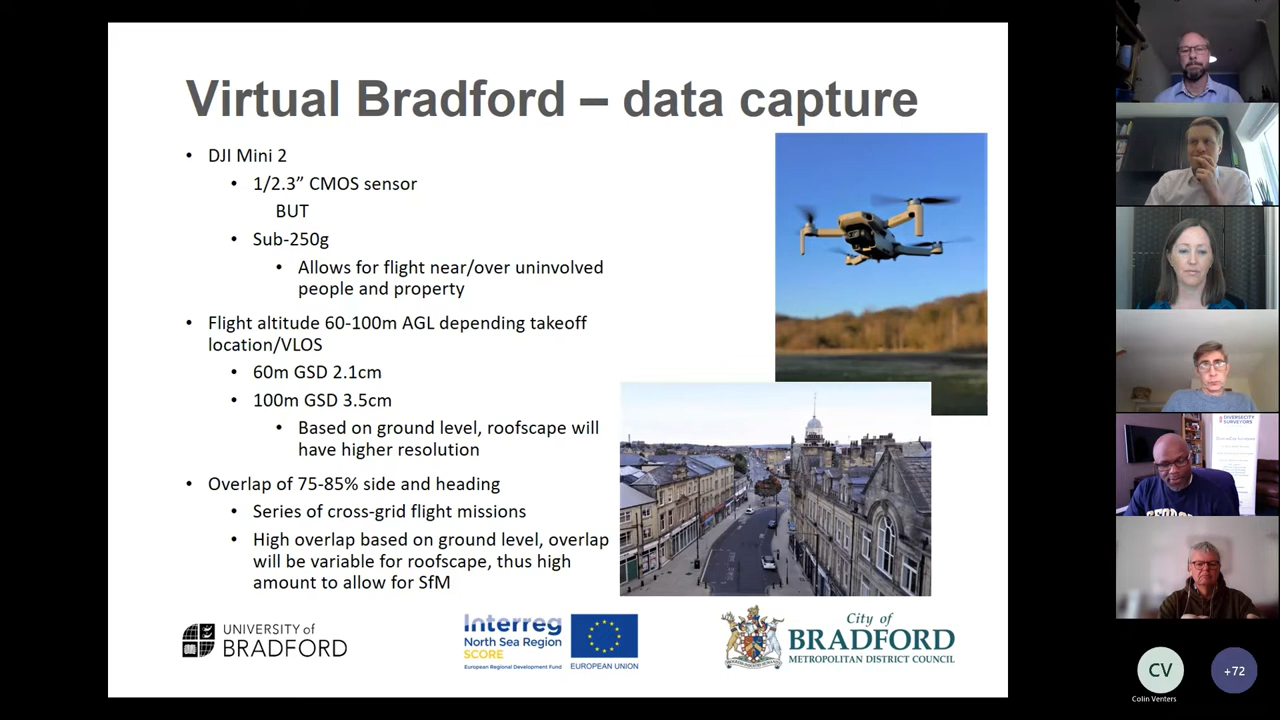 Virtual Bradford – data capture
• DJI Mini 2
• 1/2.3” CMOS sensor
BUT
• Sub-250g
• Allows for flight near/over uninvolved
people and property
• Flight altitude 60-100m AGL depending takeoff
location/VLOS
• 60m GSD 2.1cm
• 100m GSD 3.5cm
• Based on ground level, roofscape will
have higher resolution
• Overlap of 75-85% side and heading
• Series of cross-grid flight missions
• High overlap based on ground level, overlap
will be variable for roofscape, thus high
amount to allow for SfM
UNIVERSITY of
BRADFORD
Interreg
North Sea Region
SCORE
European Regional Development Fund
EUROPEAN UNION
City of
BRADFORD
METROPOLITAN DISTRICT COUNCIL
DIVERSECITY
SURVEYORS
CV
Colin Venters
+72